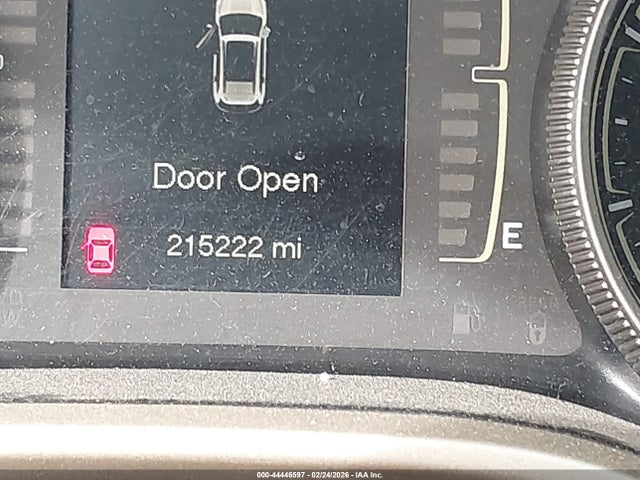 Door Open
215222 mi
E
000-44446597 - 02/24/2026 - IAA Inc.